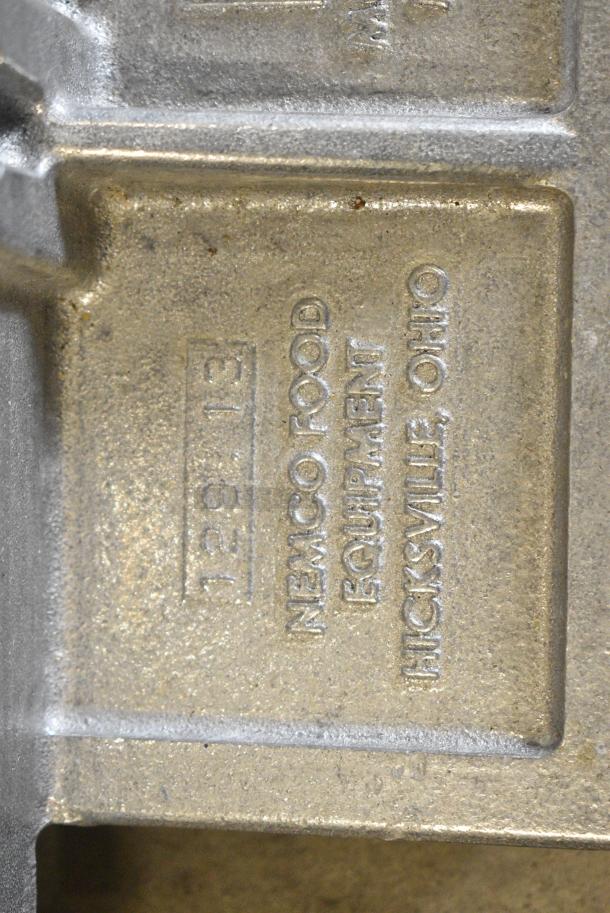 129 13
NEMCO FOOD
EQUIPMENT
HICKSVILLE, OHIO